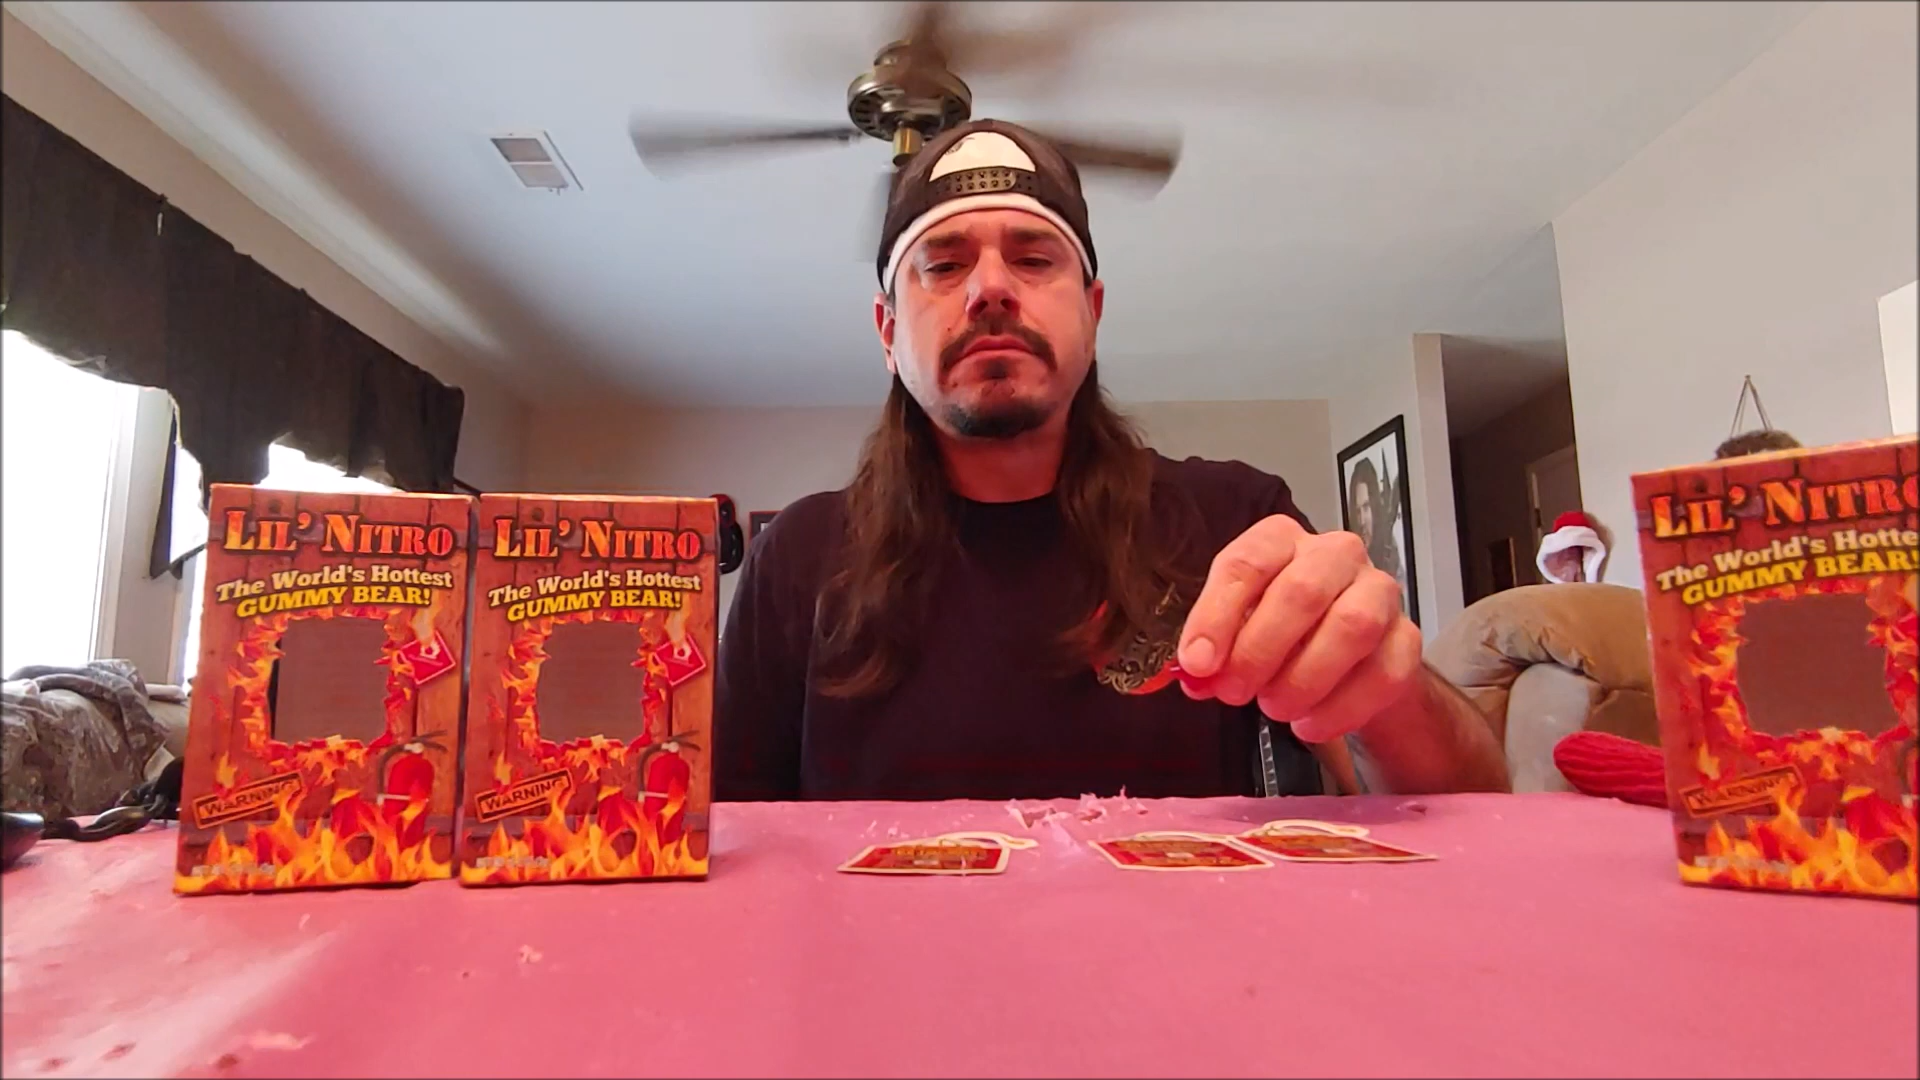 LIL' NITRO
The World's Hottest
GUMMY BEAR!
WARNING
LIL' NITRO
The World's Hottest
GUMMY BEAR!
WARNING
LIL' NITRO
The World's Hotte
GUMMY BEAR!
WARNING